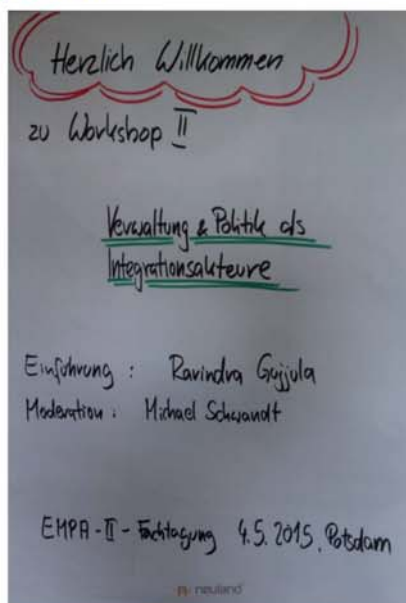 Herzlich Willkommen
zu Workshop II
Verwaltung & Politik als
Integrationsakteure
Einführung : Ravindra Gujjula
Moderation : Michael Schwandt
EMPA-II-Fachtagung 4.5.2015, Potsdam
neuland